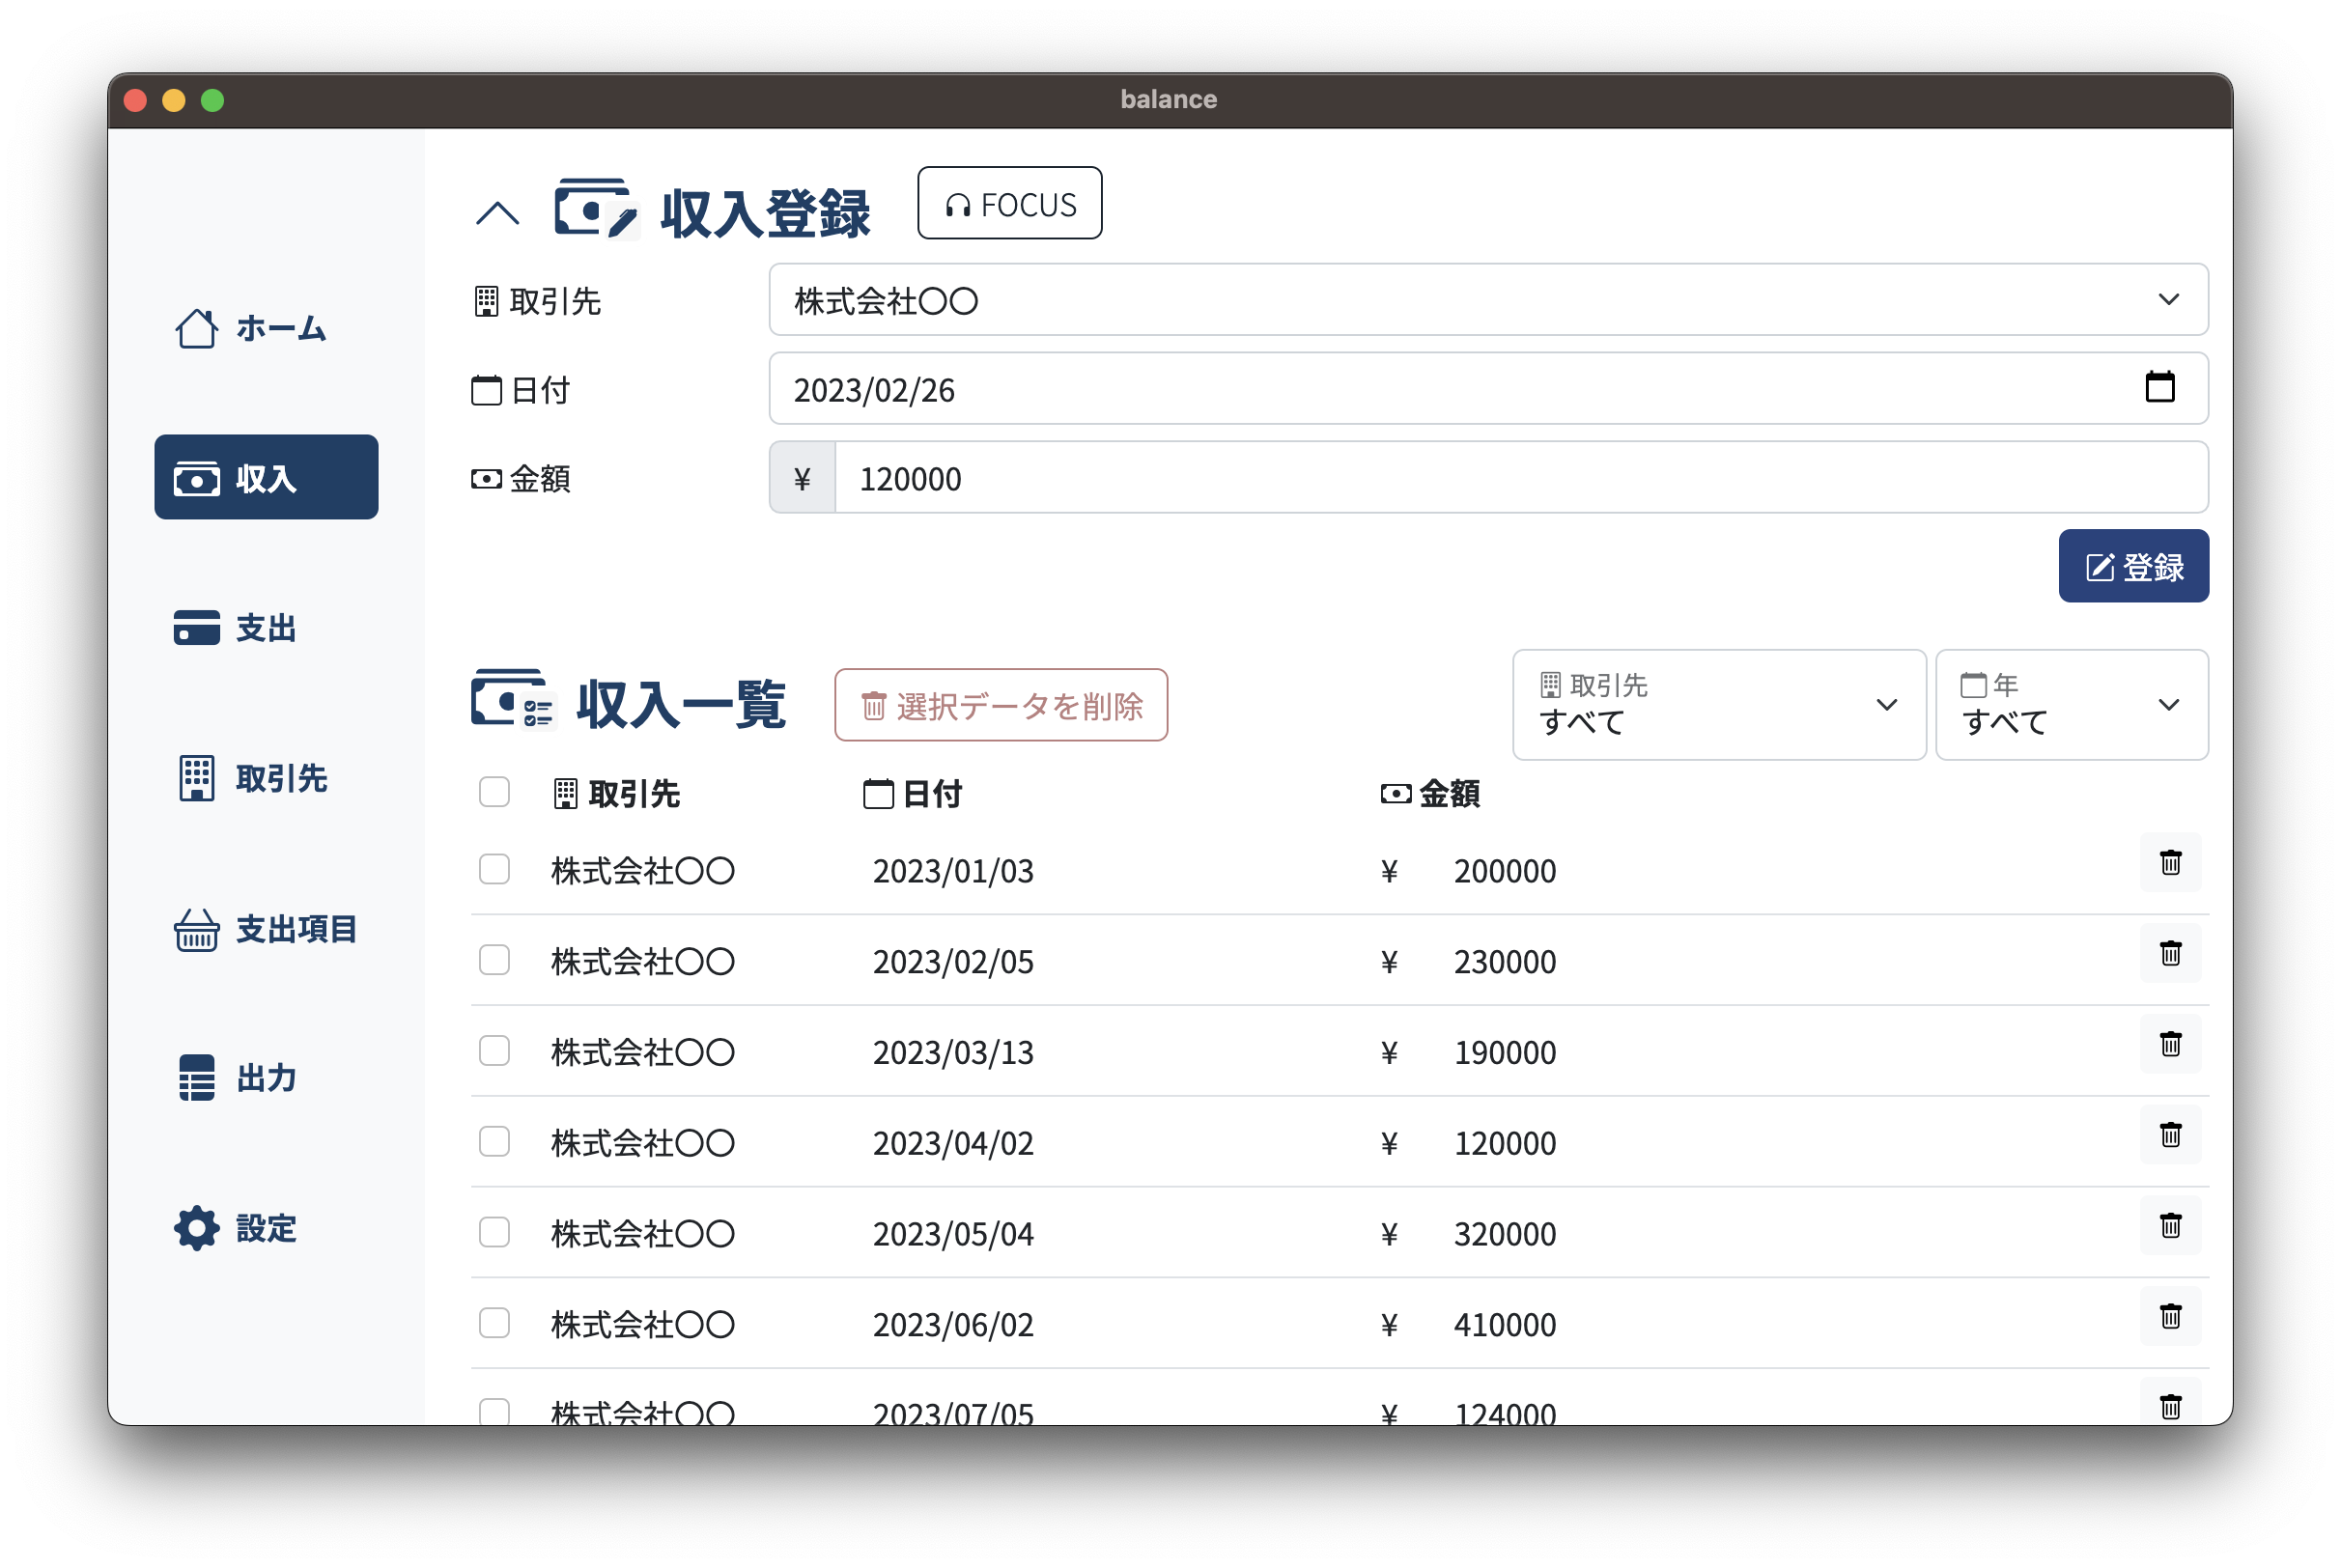 balance
ホーム
収入
支出
取引先
支出項目
出力
設定
収入登録 FOCUS
取引先 株式会社〇〇
日付 2023/02/26
金額 ¥ 120000
登録
収入一覧 選択データを削除
取引先 すべて
年 すべて
取引先 日付 金額
株式会社〇〇 2023/01/03 ¥ 200000
株式会社〇〇 2023/02/05 ¥ 230000
株式会社〇〇 2023/03/13 ¥ 190000
株式会社〇〇 2023/04/02 ¥ 120000
株式会社〇〇 2023/05/04 ¥ 320000
株式会社〇〇 2023/06/02 ¥ 410000
株式会社〇〇 2023/07/05 ¥ 124000